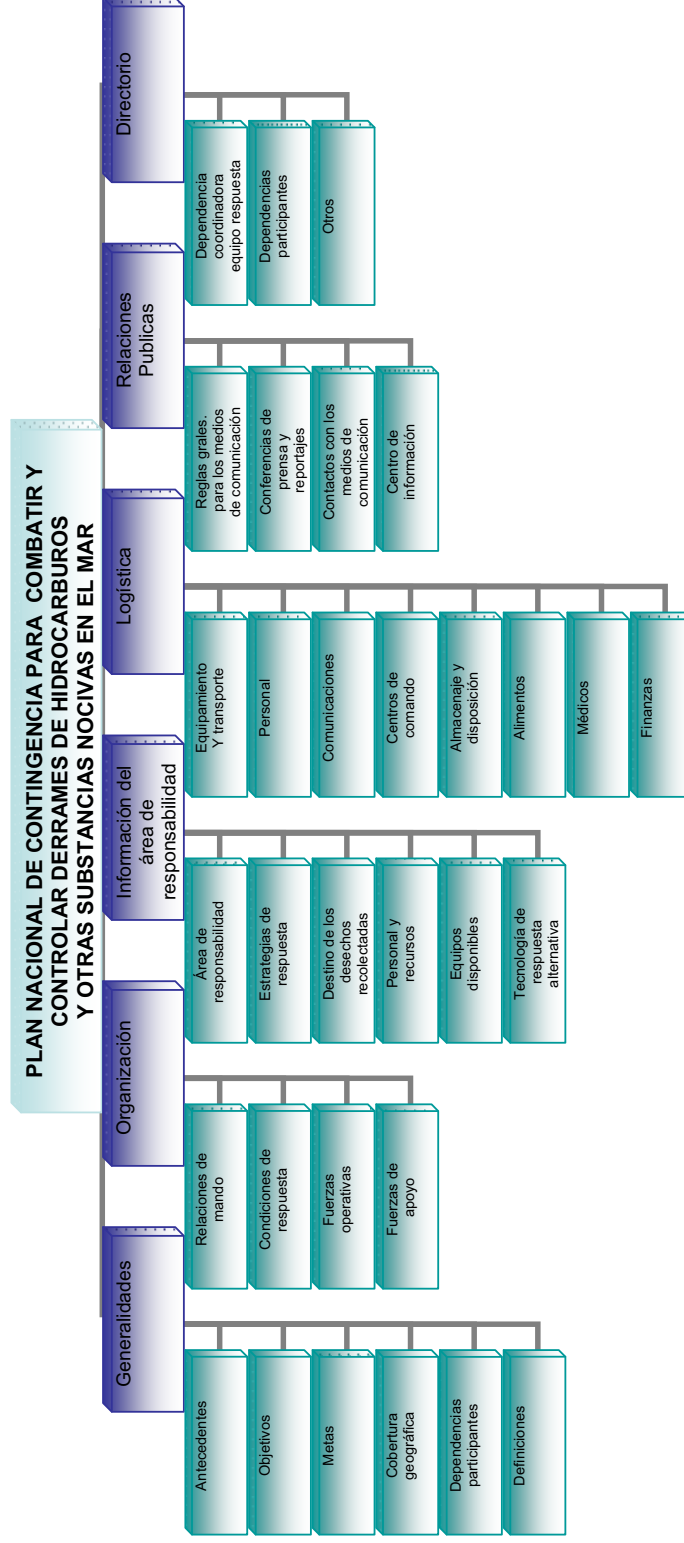 PLAN NACIONAL DE CONTINGENCIA PARA COMBATIR Y
CONTROLAR DERRAMES DE HIDROCARBUROS
Y OTRAS SUBSTANCIAS NOCIVAS EN EL MAR
Generalidades
Antecedentes
Objetivos
Metas
Cobertura
geográfica
Dependencias
participantes
Definiciones
Organización
Relaciones de
mando
Condiciones de
respuesta
Fuerzas
operativas
Fuerzas de
apoyo
Información del
área de
responsabilidad
Área de
responsabilidad
Estrategias de
respuesta
Destino de los
desechos
recolectadas
Personal y
recursos
Equipos
disponibles
Tecnología de
respuesta
alternativa
Logística
Equipamiento
Y transporte
Personal
Comunicaciones
Centros de
comando
Almacenaje y
disposición
Alimentos
Médicos
Finanzas
Relaciones
Publicas
Reglas grales.
para los medios
de comunicación
Conferencias de
prensa y
reportajes
Contactos con los
medios de
comunicación
Centro de
información
Directorio
Dependencia
coordinadora
equipo respuesta
Dependencias
participantes
Otros